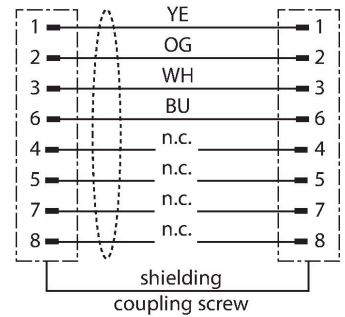 1 YE 1
2 OG 2
3 WH 3
6 BU 6
4 n.c. 4
5 n.c. 5
7 n.c. 7
8 n.c. 8
shielding
coupling screw